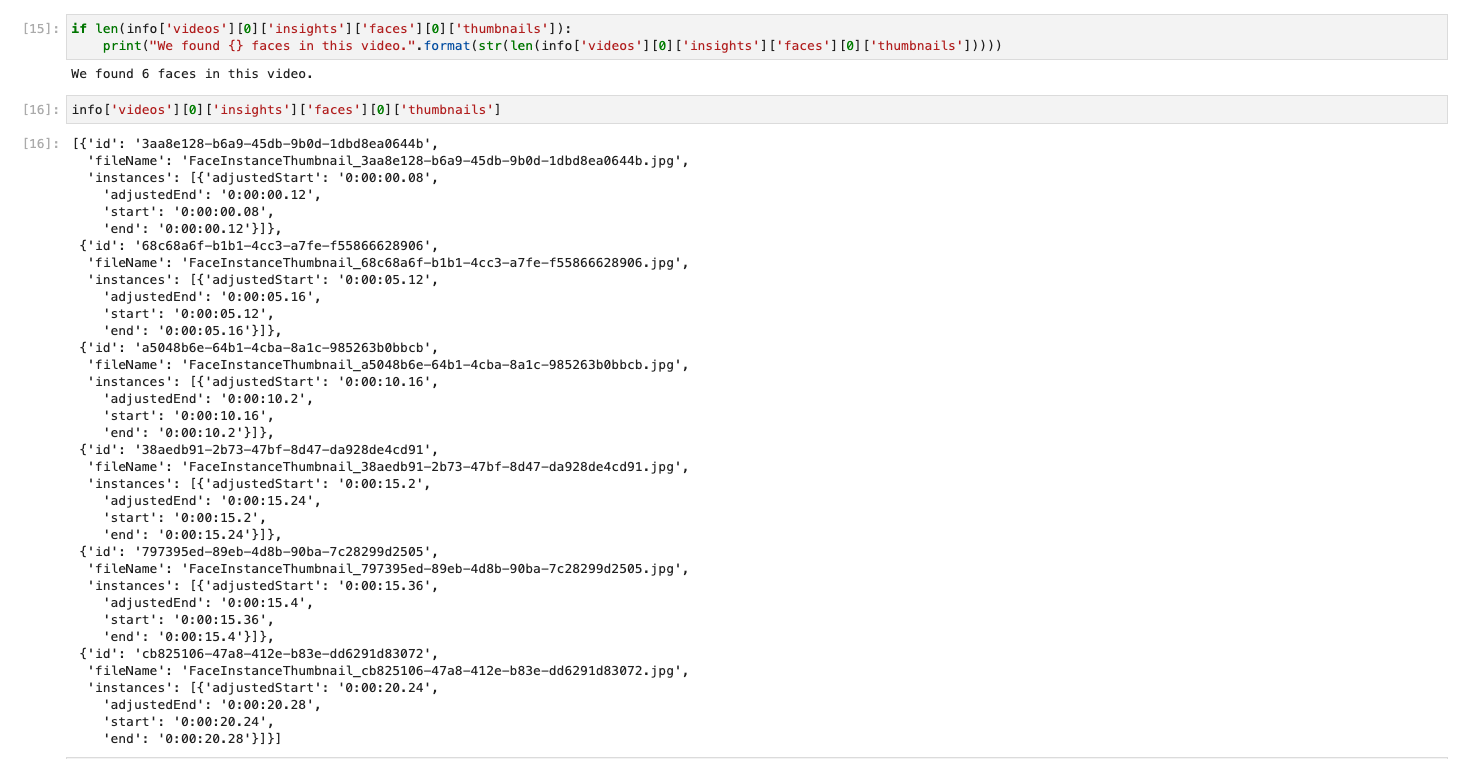 [15]: if len(info['videos'][0]['insights']['faces'][0]['thumbnails']):
    print("We found {} faces in this video.".format(str(len(info['videos'][0]['insights']['faces'][0]['thumbnails']))))
We found 6 faces in this video.
[16]: info['videos'][0]['insights']['faces'][0]['thumbnails']
[16]: [{'id': '3aa8e128-b6a9-45db-9b0d-1dbd8ea0644b',
  'fileName': 'FaceInstanceThumbnail_3aa8e128-b6a9-45db-9b0d-1dbd8ea0644b.jpg',
  'instances': [{'adjustedStart': '0:00:00.08',
    'adjustedEnd': '0:00:00.12',
    'start': '0:00:00.08',
    'end': '0:00:00.12'}]},
 {'id': '68c68a6f-b1b1-4cc3-a7fe-f55866628906',
  'fileName': 'FaceInstanceThumbnail_68c68a6f-b1b1-4cc3-a7fe-f55866628906.jpg',
  'instances': [{'adjustedStart': '0:00:05.12',
    'adjustedEnd': '0:00:05.16',
    'start': '0:00:05.12',
    'end': '0:00:05.16'}]},
 {'id': 'a5048b6e-64b1-4cba-8a1c-985263b0bbcb',
  'fileName': 'FaceInstanceThumbnail_a5048b6e-64b1-4cba-8a1c-985263b0bbcb.jpg',
  'instances': [{'adjustedStart': '0:00:10.16',
    'adjustedEnd': '0:00:10.2',
    'start': '0:00:10.16',
    'end': '0:00:10.2'}]},
 {'id': '38aedb91-2b73-47bf-8d47-da928de4cd91',
  'fileName': 'FaceInstanceThumbnail_38aedb91-2b73-47bf-8d47-da928de4cd91.jpg',
  'instances': [{'adjustedStart': '0:00:15.2',
    'adjustedEnd': '0:00:15.24',
    'start': '0:00:15.2',
    'end': '0:00:15.24'}]},
 {'id': '797395ed-89eb-4d8b-90ba-7c28299d2505',
  'fileName': 'FaceInstanceThumbnail_797395ed-89eb-4d8b-90ba-7c28299d2505.jpg',
  'instances': [{'adjustedStart': '0:00:15.36',
    'adjustedEnd': '0:00:15.4',
    'start': '0:00:15.36',
    'end': '0:00:15.4'}]},
 {'id': 'cb825106-47a8-412e-b83e-dd6291d83072',
  'fileName': 'FaceInstanceThumbnail_cb825106-47a8-412e-b83e-dd6291d83072.jpg',
  'instances': [{'adjustedStart': '0:00:20.24',
    'adjustedEnd': '0:00:20.28',
    'start': '0:00:20.24',
    'end': '0:00:20.28'}]}]